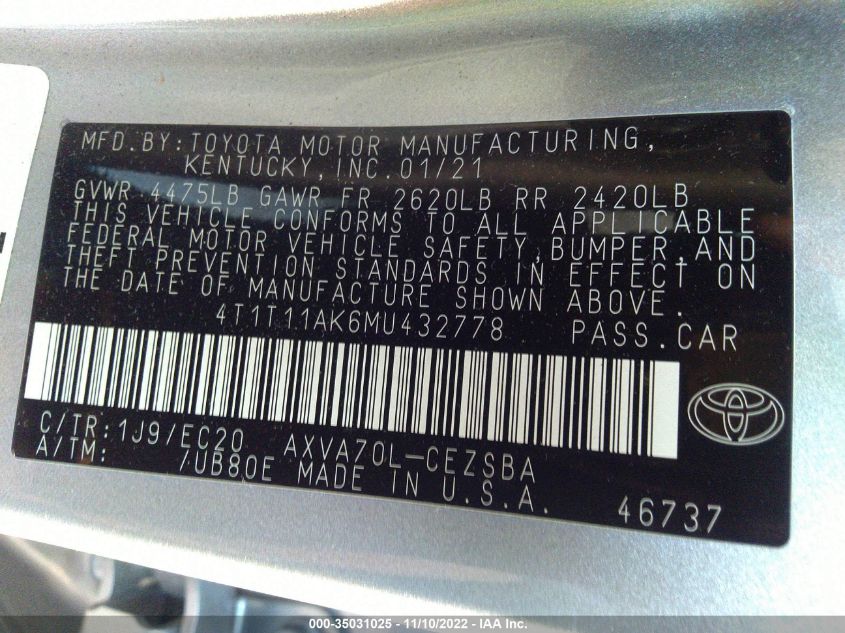 MFD.BY:TOYOTA MOTOR MANUFACTURING,
KENTUCKY,INC.01/21
GVWR 4475LB GAWR FR 2620LB RR 2420LB
THIS VEHICLE CONFORMS TO ALL APPLICABLE
FEDERAL MOTOR VEHICLE SAFETY,BUMPER,AND
THEFT PREVENTION STANDARDS IN EFFECT ON
THE DATE OF MANUFACTURE SHOWN ABOVE.
4T1T11AK6MU432778 PASS.CAR
C/TR:1J9/EC20 AXVA70L-CEZSBA
A/TM: /UB80E MADE IN U.S.A.
46737
000-35031025 - 11/10/2022 - IAA Inc.